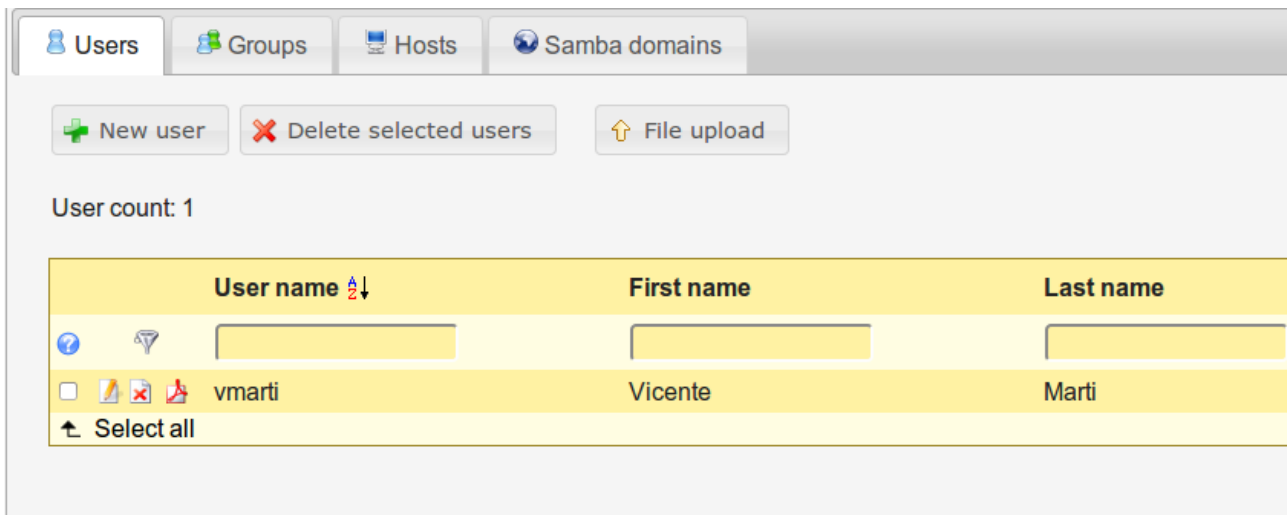 Users Groups Hosts Samba domains
New user Delete selected users File upload
User count: 1
User name First name Last name
vmarti Vicente Marti
Select all